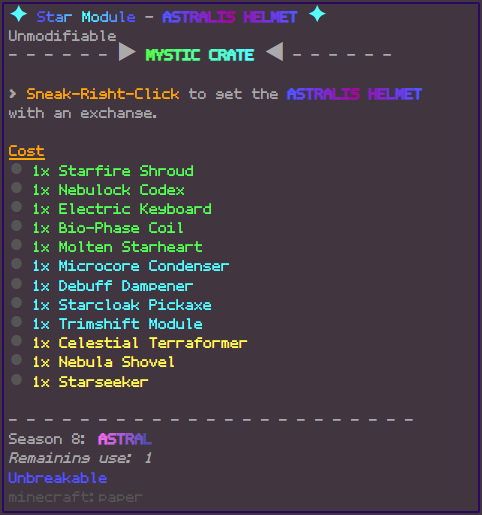 ✦ Star Module - ASTRALIS HELMET ✦
Unmodifiable
- - - - - - ▶ MYSTIC CRATE ◀ - - - - - -
> Sneak-Right-Click to set the ASTRALIS HELMET
with an exchange.
Cost
● 1x Starfire Shroud
● 1x Nebulock Codex
● 1x Electric Keyboard
● 1x Bio-Phase Coil
● 1x Molten Starheart
● 1x Microcore Condenser
● 1x Debuff Dampener
● 1x Starcloak Pickaxe
● 1x Trimshift Module
● 1x Celestial Terraformer
● 1x Nebula Shovel
● 1x Starseeker
- - - - - - - - - - - - - - - - - - - - - - - -
Season 8: ASTRAL
Remaining use: 1
Unbreakable
minecraft:paper